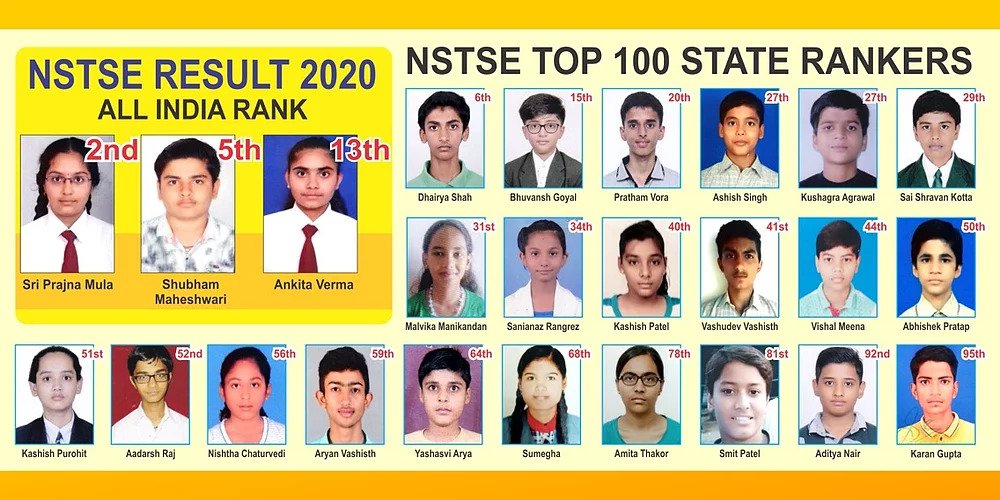 NSTSE RESULT 2020
ALL INDIA RANK
2nd
5th
13th
Sri Prajna Mula
Shubham
Maheshwari
Ankita Verma
NSTSE TOP 100 STATE RANKERS
6th
15th
20th
27th
27th
29th
Dhairya Shah
Bhuvansh Goyal
Pratham Vora
Ashish Singh
Kushagra Agrawal
Sai Shravan Kotta
31st
34th
40th
41st
44th
50th
Malvika Manikandan
Sanianaz Rangrez
Kashish Patel
Vashudev Vashisth
Vishal Meena
Abhishek Pratap
51st
52nd
56th
59th
64th
68th
78th
81st
92nd
95th
Kashish Purohit
Aadarsh Raj
Nishtha Chaturvedi
Aryan Vashisth
Yashasvi Arya
Sumegha
Amita Thakor
Smit Patel
Aditya Nair
Karan Gupta